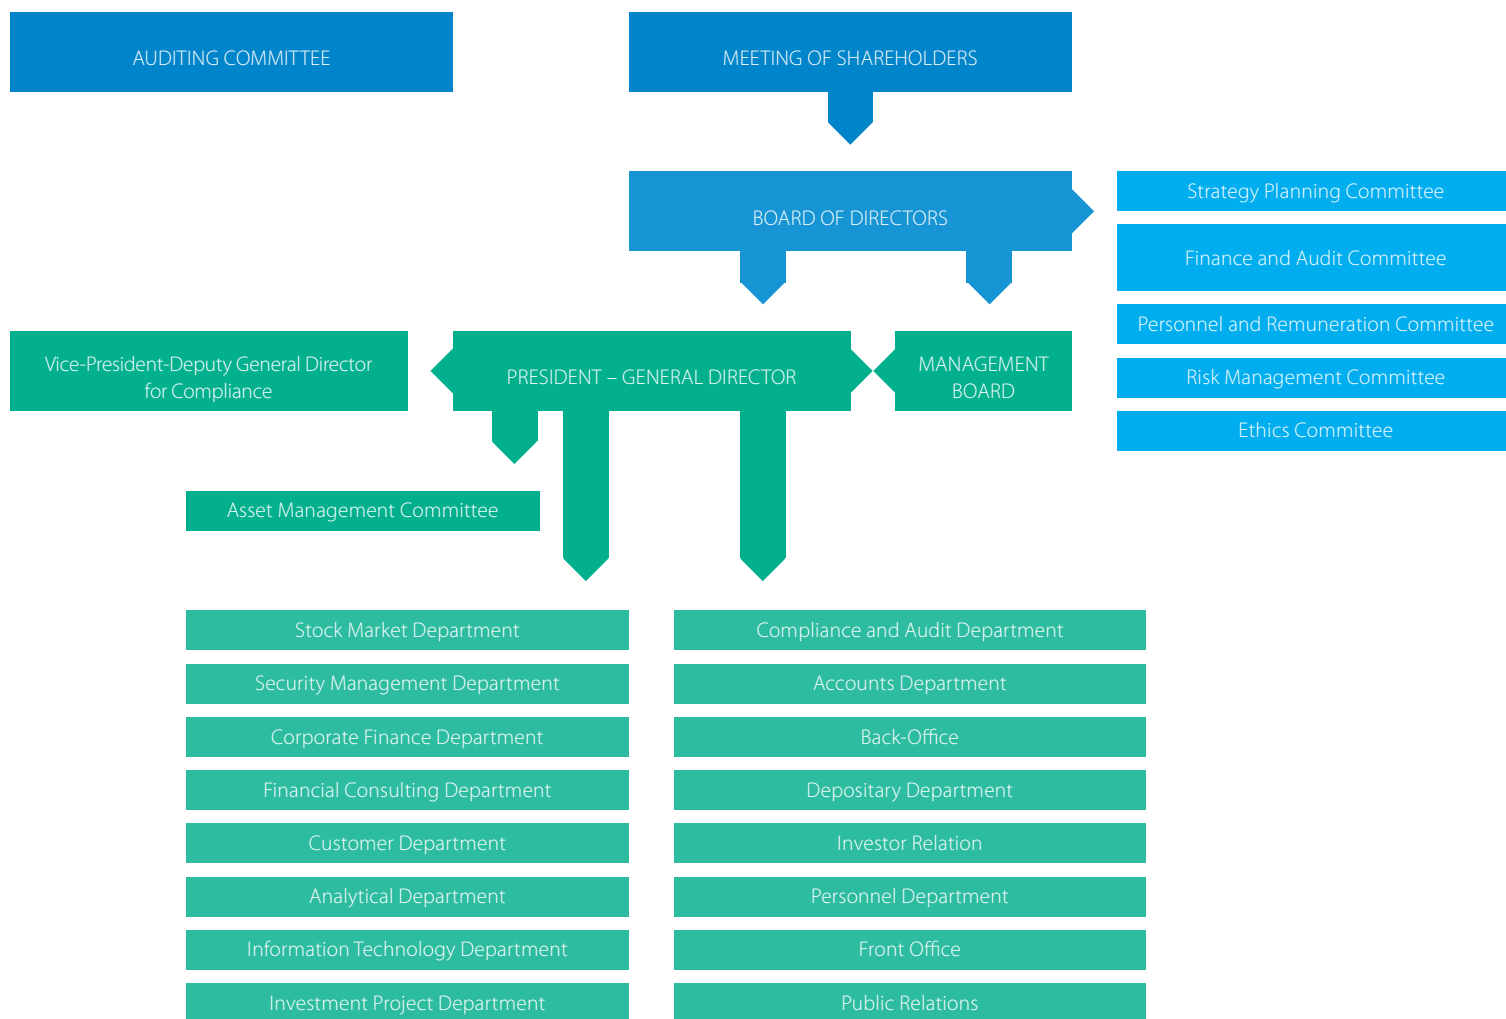 AUDITING COMMITTEE
MEETING OF SHAREHOLDERS
BOARD OF DIRECTORS
Strategy Planning Committee
Finance and Audit Committee
Personnel and Remuneration Committee
Risk Management Committee
Ethics Committee
Vice-President-Deputy General Director
for Compliance
PRESIDENT – GENERAL DIRECTOR
MANAGEMENT
BOARD
Asset Management Committee
Stock Market Department
Security Management Department
Corporate Finance Department
Financial Consulting Department
Customer Department
Analytical Department
Information Technology Department
Investment Project Department
Compliance and Audit Department
Accounts Department
Back-Office
Depositary Department
Investor Relation
Personnel Department
Front Office
Public Relations